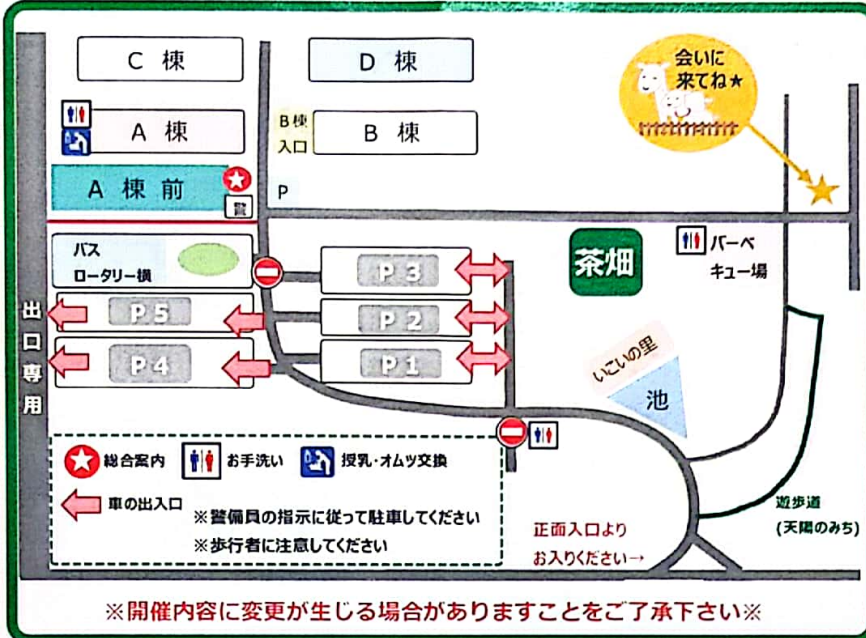 C 棟
D 棟
会いに
来てね★
A 棟
B棟
入口
B 棟
A 棟 前
警
P
バス
ロータリー横
P 3
茶畑
バーベ
キュー場
P 5
P 2
P 4
P 1
出口専用
いこいの里
池
総合案内
お手洗い
授乳・オムツ交換
車の出入口
※警備員の指示に従って駐車してください
※歩行者に注意してください
正面入口より
お入りください→
遊歩道
(天陽のみち)
※開催内容に変更が生じる場合がありますことをご了承下さい※